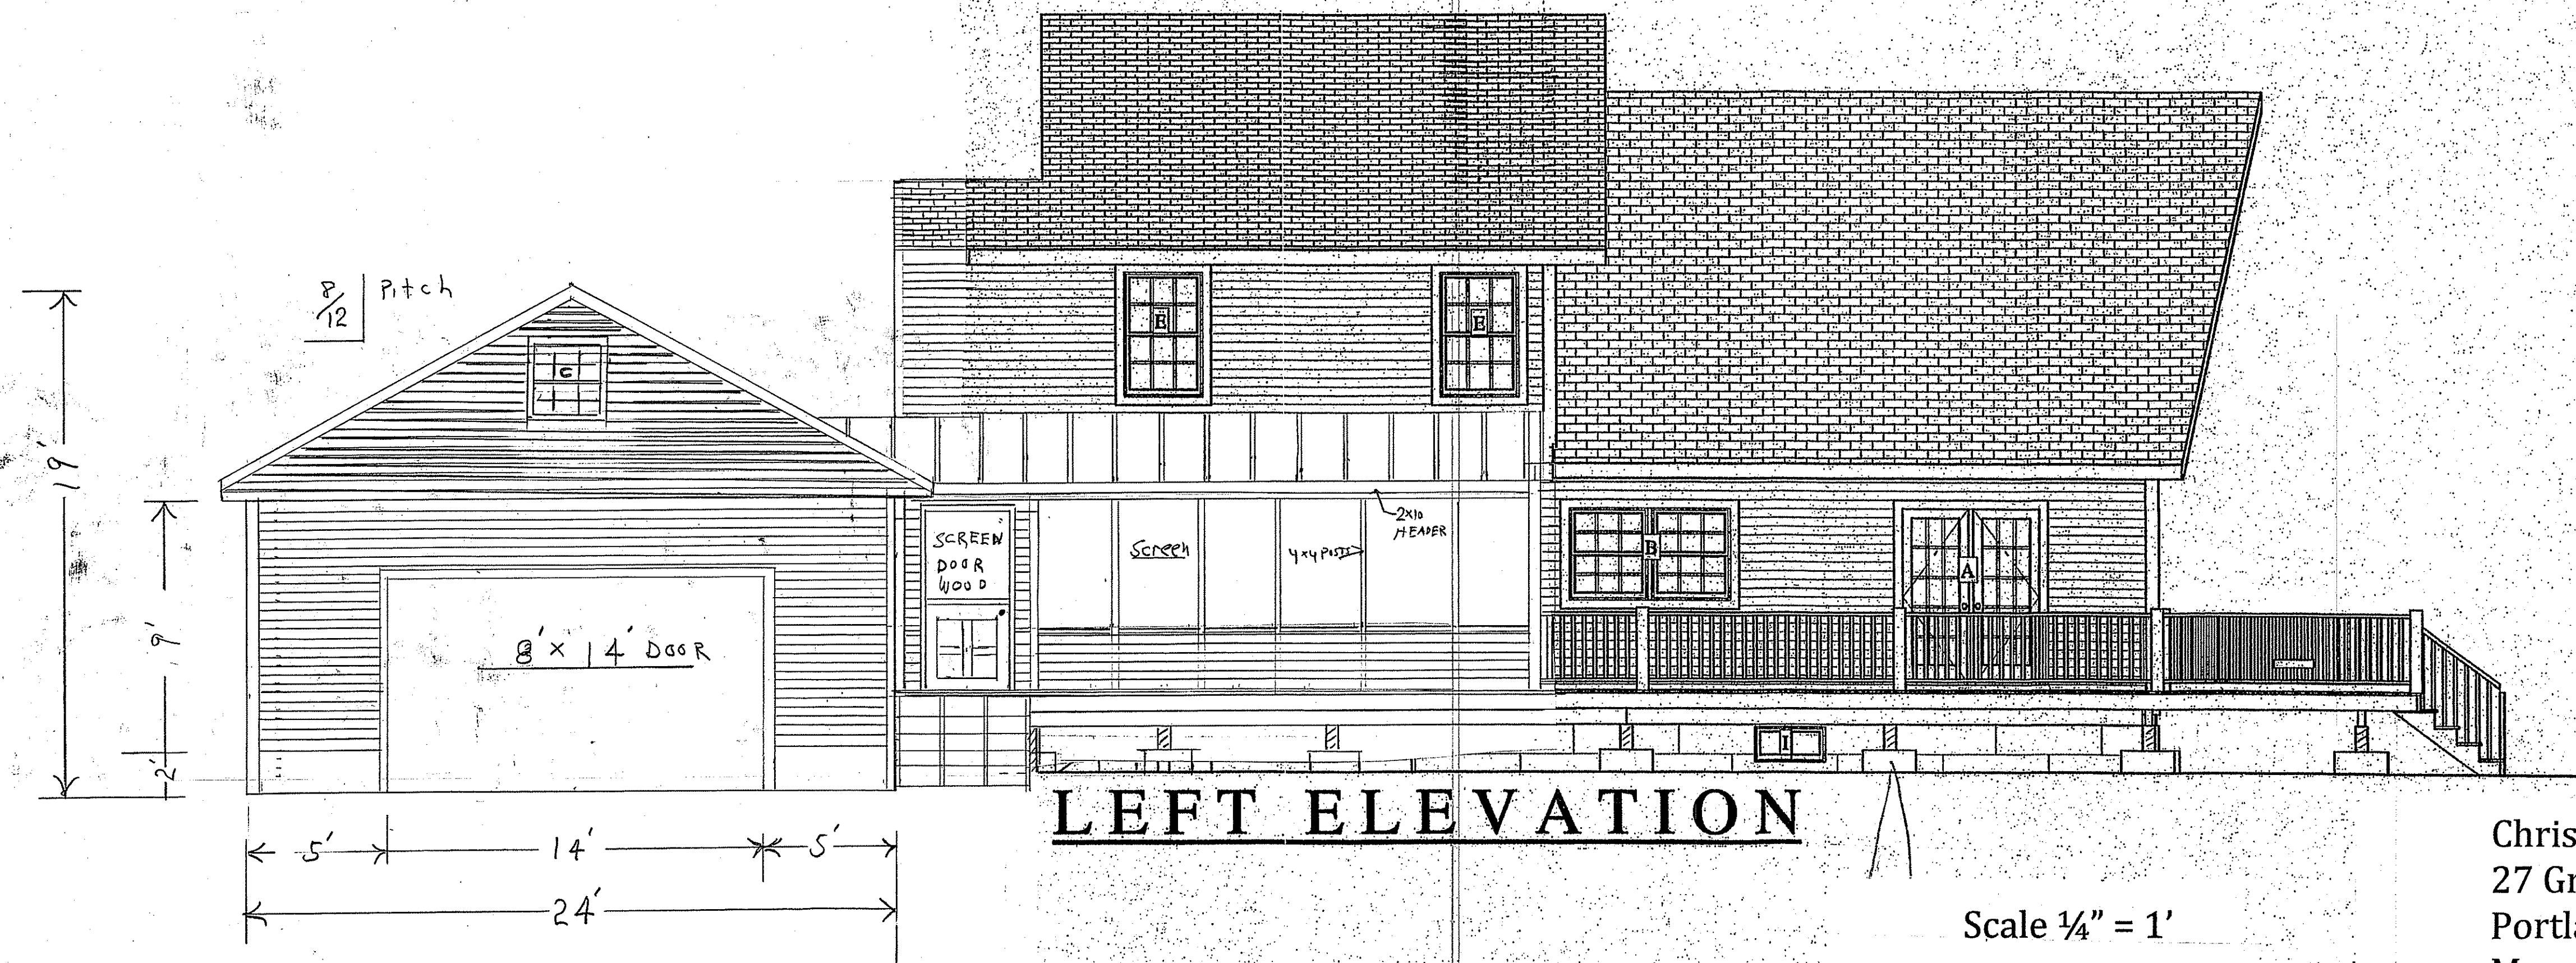 8/12 Pitch
19'
9'
2'
C
E
E
SCREEN
DOOR
WOOD
Screen
4x4 POSTS
2x10
HEADER
B
A
I
8' x 14' DOOR
LEFT ELEVATION
5'
14'
5'
24'
Scale ¼" = 1'
Chris
27 Gr
Portla